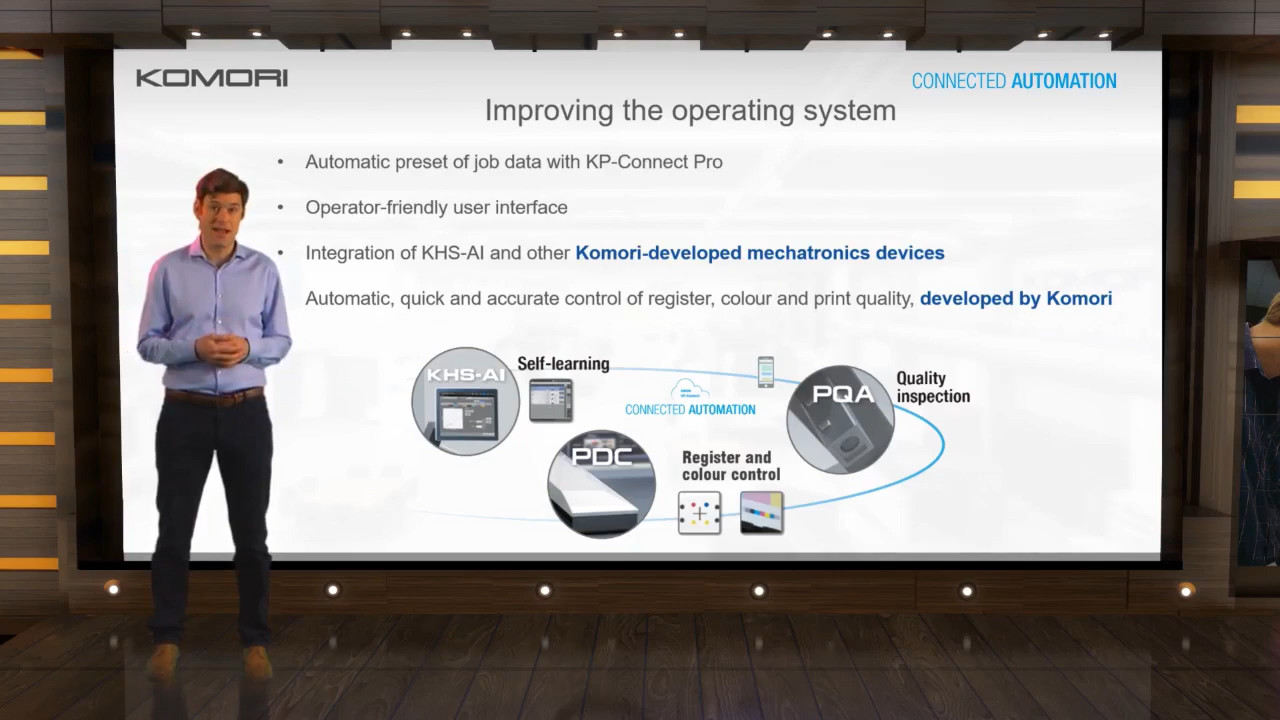 KOMORI
CONNECTED AUTOMATION
Improving the operating system
• Automatic preset of job data with KP-Connect Pro
• Operator-friendly user interface
• Integration of KHS-AI and other Komori-developed mechatronics devices
Automatic, quick and accurate control of register, colour and print quality, developed by Komori
KHS-AI
Self-learning
CONNECTED AUTOMATION
PQA
Quality
inspection
PDC
Register and
colour control